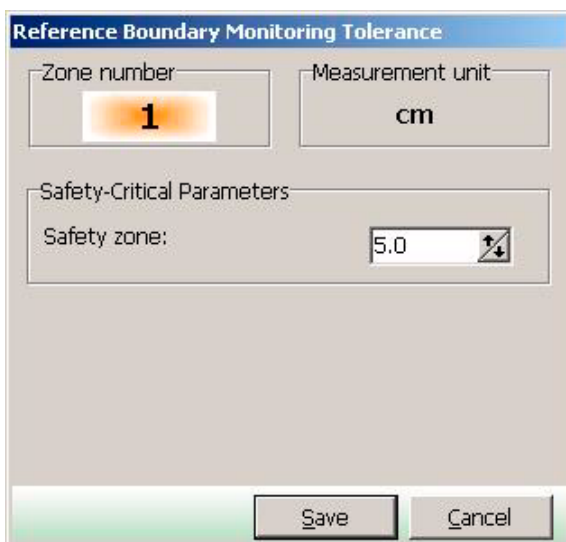 Reference Boundary Monitoring Tolerance
Zone number
1
Measurement unit
cm
Safety-Critical Parameters
Safety zone: 5.0
Save Cancel